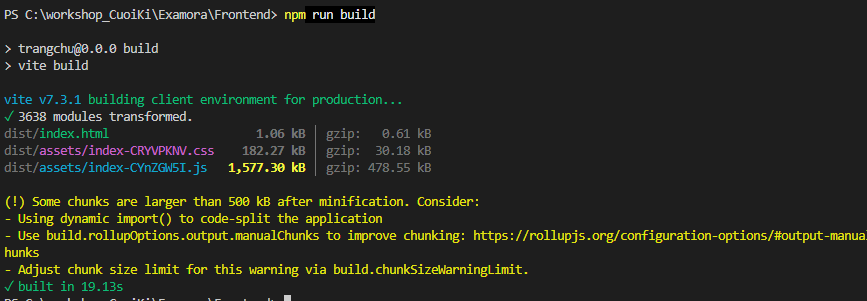 PS C:\workshop_CuoiKi\Examora\Frontend> npm run build
> trangchu@0.0.0 build
> vite build
vite v7.3.1 building client environment for production...
✓ 3638 modules transformed.
dist/index.html 1.06 kB │ gzip: 0.61 kB
dist/assets/index-CRYVPKNV.css 182.27 kB │ gzip: 30.18 kB
dist/assets/index-CYnZGW5I.js 1,577.30 kB │ gzip: 478.55 kB
(!) Some chunks are larger than 500 kB after minification. Consider:
- Using dynamic import() to code-split the application
- Use build.rollupOptions.output.manualChunks to improve chunking: https://rollupjs.org/configuration-options/#output-manual
hunks
- Adjust chunk size limit for this warning via build.chunkSizeWarningLimit.
✓ built in 19.13s
PS C:\workshop_CuoiKi\Examora\Frontend>